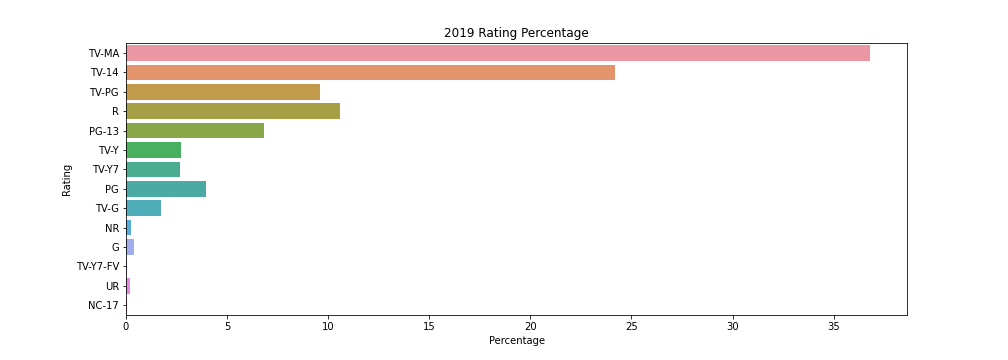 2019 Rating Percentage
Rating
TV-MA
TV-14
TV-PG
R
PG-13
TV-Y
TV-Y7
PG
TV-G
NR
G
TV-Y7-FV
UR
NC-17
0 5 10 15 20 25 30 35
Percentage